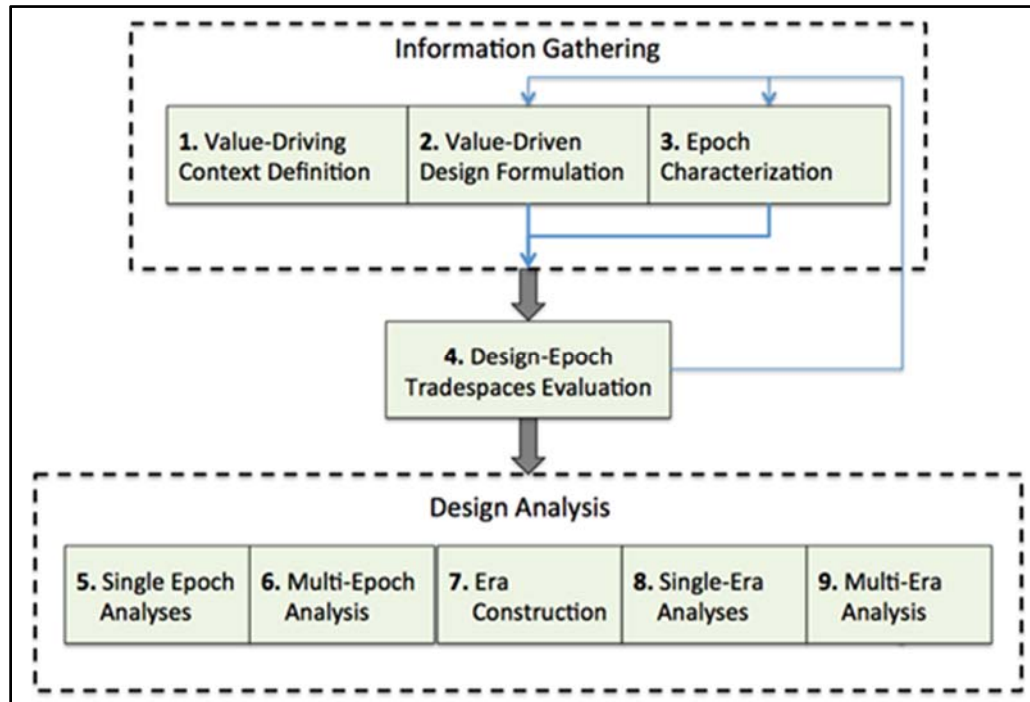 Information Gathering
1. Value-Driving
Context Definition
2. Value-Driven
Design Formulation
3. Epoch
Characterization
4. Design-Epoch
Tradespaces Evaluation
Design Analysis
5. Single Epoch
Analyses
6. Multi-Epoch
Analysis
7. Era
Construction
8. Single-Era
Analyses
9. Multi-Era
Analysis